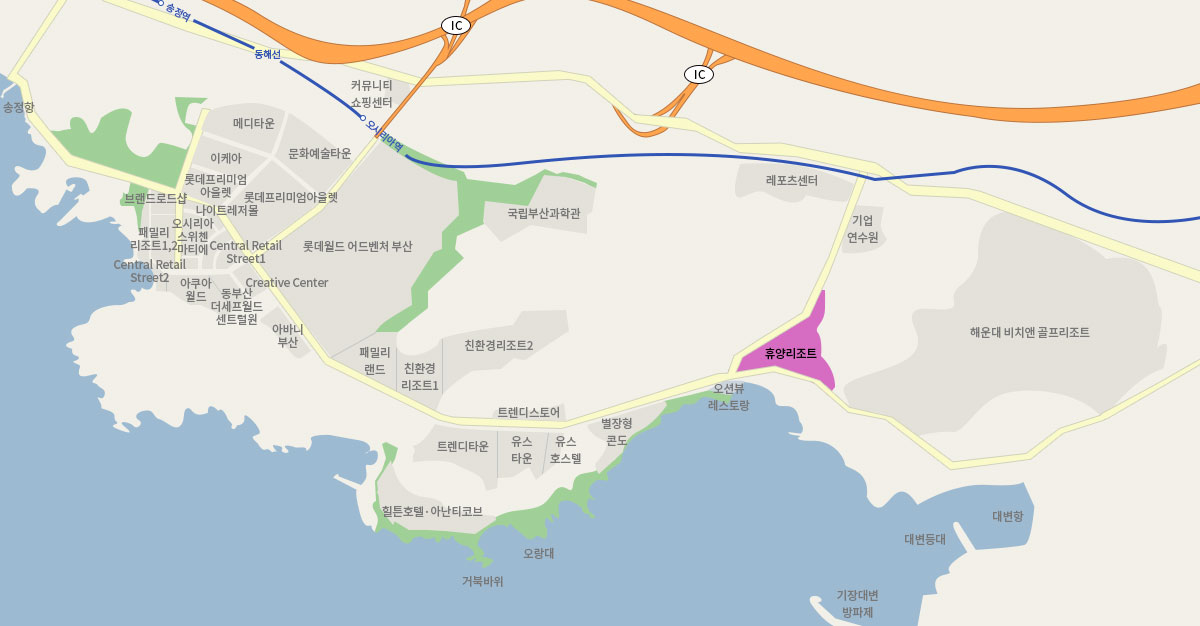 송정역
IC
동해선
IC
커뮤니티
쇼핑센터
송정항
메디타운
오시리아역
이케아
문화예술타운
롯데프리미엄
아울렛
레포츠센터
브랜드로드샵
롯데프리미엄아울렛
나이트레저몰
국립부산과학관
오시리아
스위첸
마티에
기업
연수원
패밀리
리조트1,2
Central Retail
Street1
롯데월드 어드벤처 부산
Central Retail
Street2
아쿠아
월드
Creative Center
동부산
더세프월드
센트럴원
아바니
부산
해운대 비치앤 골프리조트
친환경리조트2
패밀리
랜드
휴양리조트
친환경
리조트1
오션뷰
레스토랑
트렌디스토어
별장형
콘도
트렌디타운
유스
타운
유스
호스텔
힐튼호텔·아난티코브
대변항
대변등대
오랑대
거북바위
기장대변
방파제